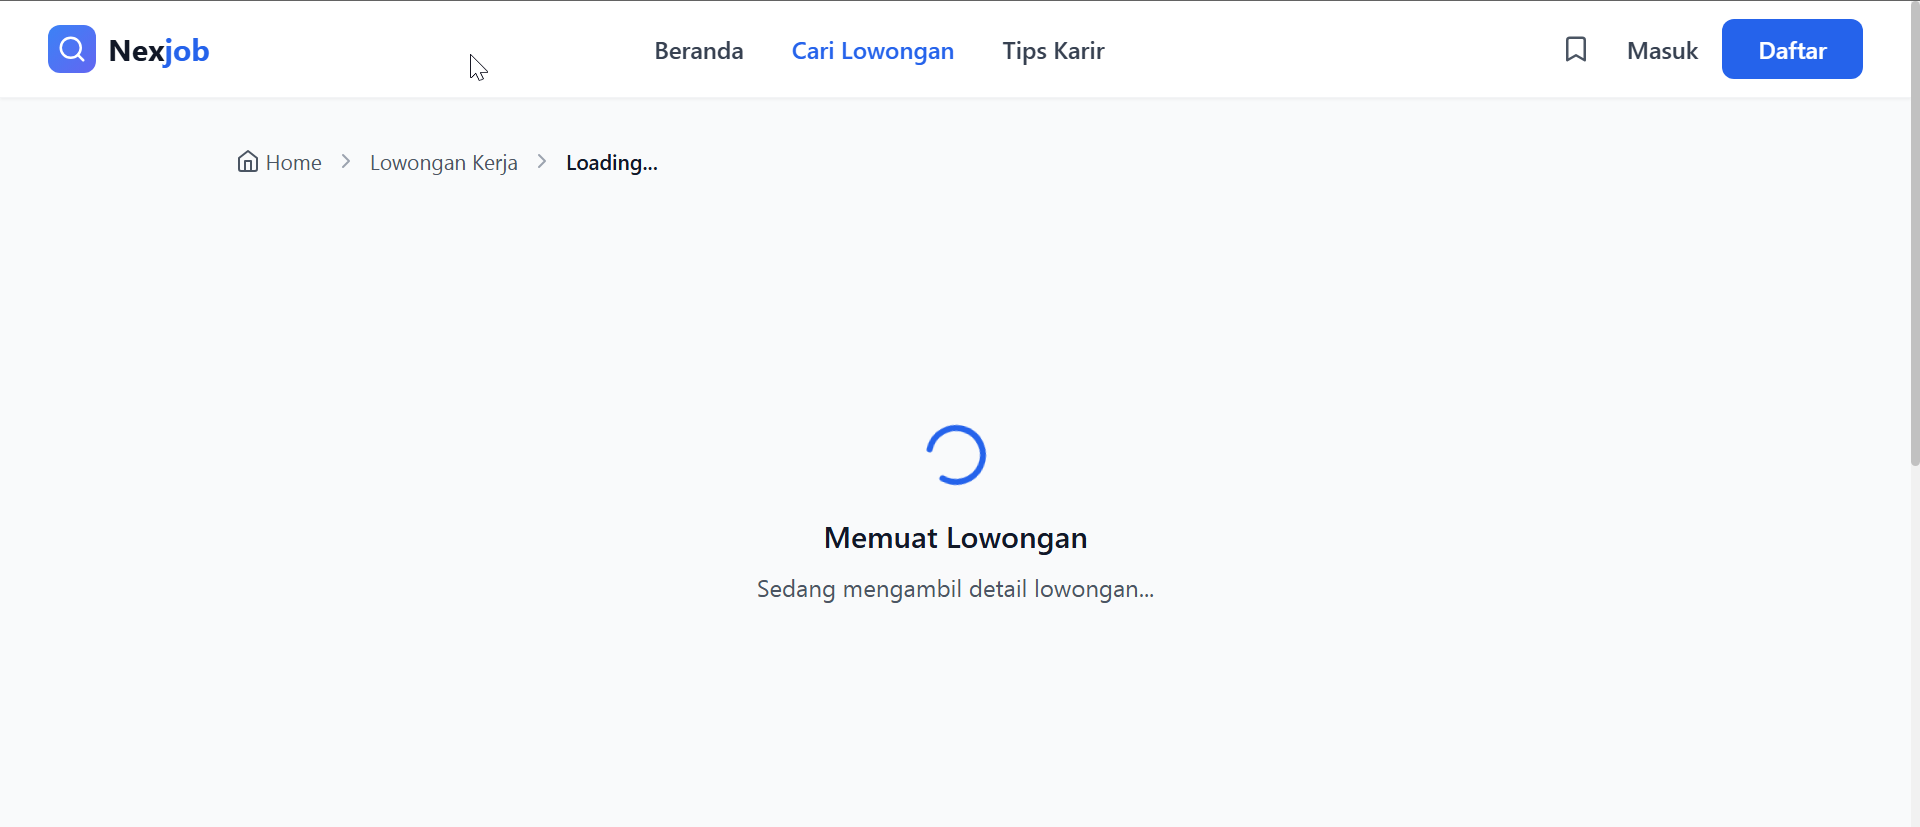 Nexjob
Beranda Cari Lowongan Tips Karir
Masuk Daftar
Home Lowongan Kerja Loading...
Memuat Lowongan
Sedang mengambil detail lowongan...